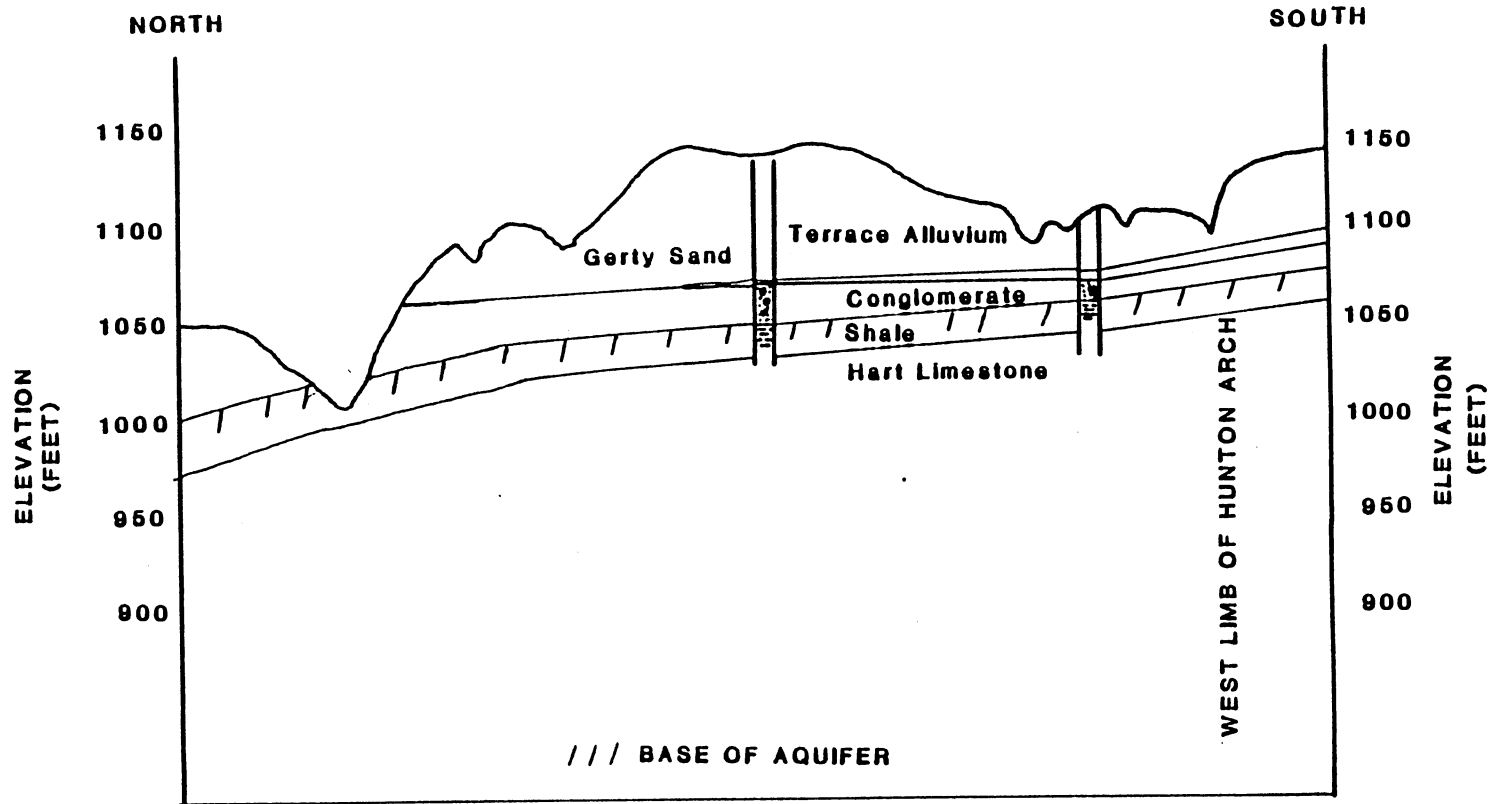 NORTH
SOUTH
1150
1100
1050
1000
950
900
ELEVATION
(FEET)
Gerty Sand
Terrace Alluvium
Conglomerate
Shale
Hart Limestone
WEST LIMB OF HUNTON ARCH
1150
1100
1050
1000
950
900
ELEVATION
(FEET)
/ / / BASE OF AQUIFER